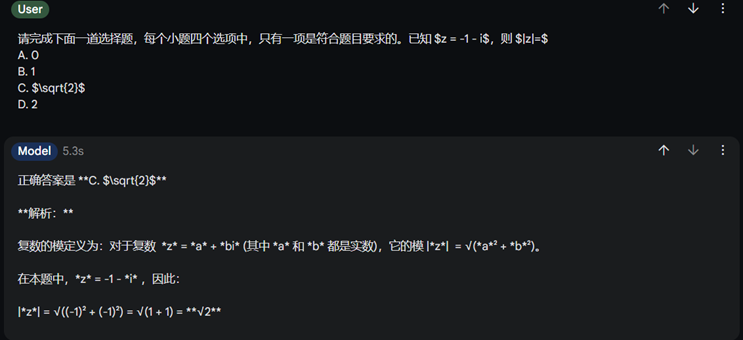 User
请完成下面一道选择题，每个小题四个选项中，只有一项是符合题目要求的。已知 $z = -1 - i$，则 $|z|=$
A. 0
B. 1
C. $\sqrt{2}$
D. 2
Model 5.3s
正确答案是 **C. $\sqrt{2}$**
**解析：**
复数的模定义为：对于复数 *z* = *a* + *bi* (其中 *a* 和 *b* 都是实数)，它的模 |*z*| = √(*a*² + *b*²)。
在本题中，*z* = -1 - *i* ，因此：
|*z*| = √((-1)² + (-1)²) = √(1 + 1) = **√2**